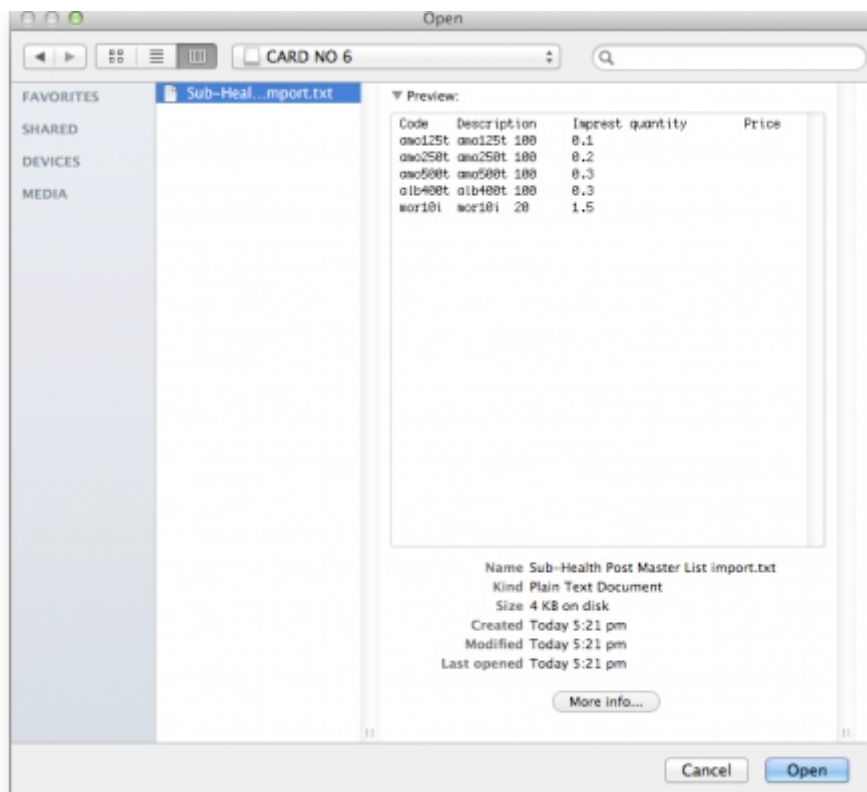 Open
CARD NO 6
FAVORITES
SHARED
DEVICES
MEDIA
Sub-Heal...mport.txt
Preview:
Code Description Imprest quantity Price
amo125t amo125t 100 0.1
amo250t amo250t 100 0.2
amo500t amo500t 100 0.3
alb400t alb400t 100 0.3
mor10i mor10i 20 1.5
Name Sub-Health Post Master List import.txt
Kind Plain Text Document
Size 4 KB on disk
Created Today 5:21 pm
Modified Today 5:21 pm
Last opened Today 5:21 pm
More info...
Cancel Open